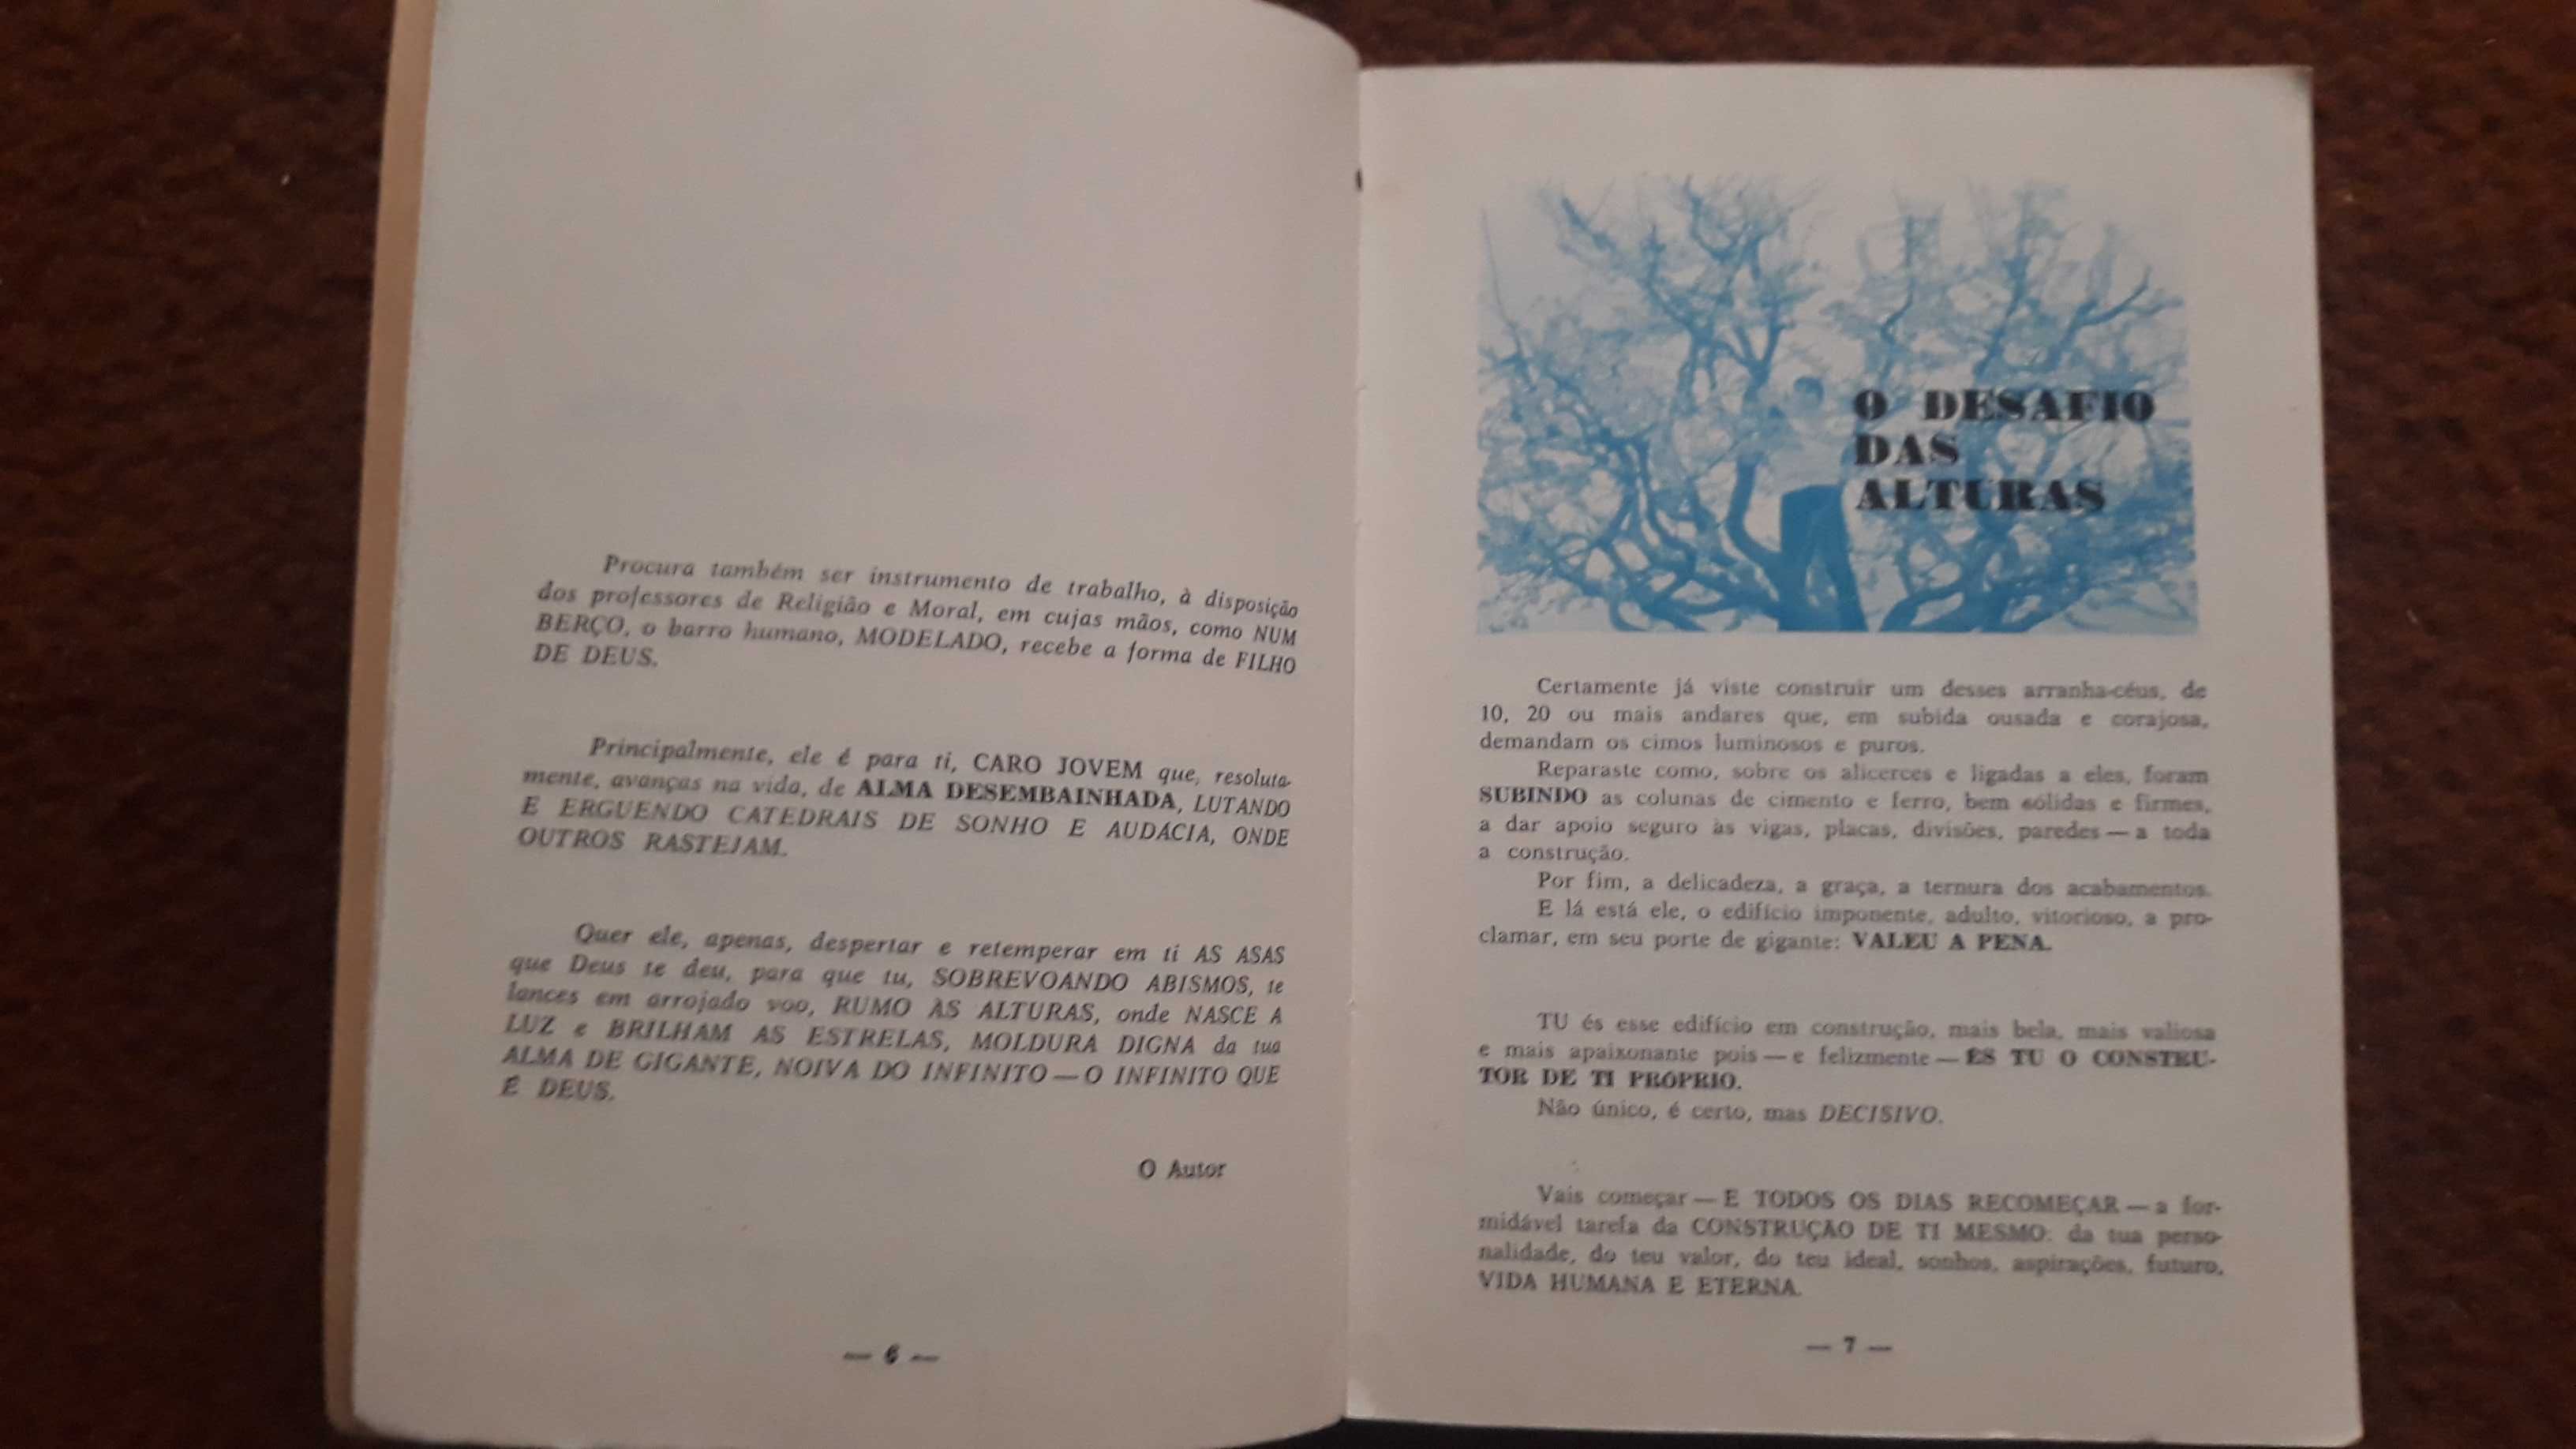 Procura também ser instrumento de trabalho, à disposição
dos professores de Religião e Moral, em cujas mãos, como NUM
BERÇO, o barro humano, MODELADO, recebe a forma de FILHO
DE DEUS.
Principalmente, ele é para ti, CARO JOVEM que, resoluta-
mente, avanças na vida, de ALMA DESEMBAINHADA, LUTANDO
E ERGUENDO CATEDRAIS DE SONHO E AUDÁCIA, ONDE
OUTROS RASTEJAM.
Quer ele, apenas, despertar e retemperar em ti AS ASAS
que Deus te deu, para que tu, SOBREVOANDO ABISMOS, te
lances em arrojado voo, RUMO ÀS ALTURAS, onde NASCE A
LUZ e BRILHAM AS ESTRELAS, MOLDURA DIGNA da tua
ALMA DE GIGANTE, NOIVA DO INFINITO — O INFINITO QUE
É DEUS.
O Autor
— 6 —
O DESAFIO
DAS
ALTURAS
Certamente já viste construir um desses arranha-céus, de
10, 20 ou mais andares que, em subida ousada e corajosa,
demandam os cimos luminosos e puros.
Reparaste como, sobre os alicerces e ligadas a eles, foram
SUBINDO as colunas de cimento e ferro, bem sólidas e firmes,
a dar apoio seguro às vigas, placas, divisões, paredes — a toda
a construção.
Por fim, a delicadeza, a graça, a ternura dos acabamentos.
E lá está ele, o edifício imponente, adulto, vitorioso, a pro-
clamar, em seu porte de gigante: VALEU A PENA.
TU és esse edifício em construção, mais bela, mais valiosa
e mais apaixonante pois — e felizmente — ÉS TU O CONSTRU-
TOR DE TI PRÓPRIO.
Não único, é certo, mas DECISIVO.
Vais começar — E TODOS OS DIAS RECOMEÇAR — a for-
midável tarefa da CONSTRUÇÃO DE TI MESMO: da tua perso-
nalidade, do teu valor, do teu ideal, sonhos, aspirações, futuro,
VIDA HUMANA E ETERNA.
— 7 —